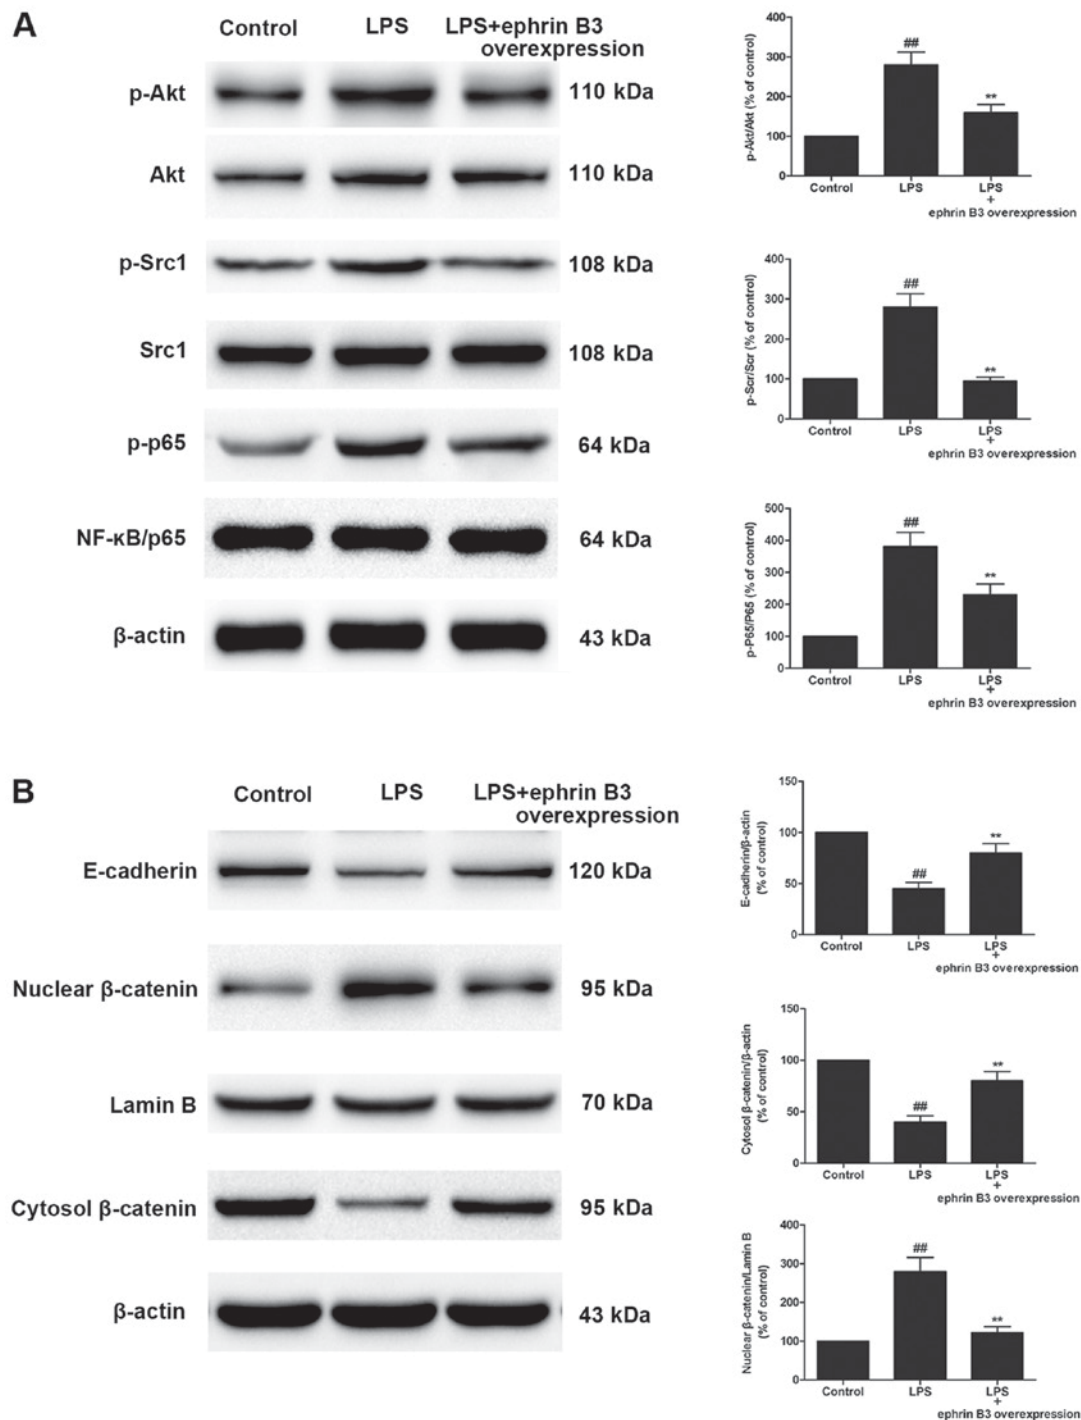 A
Control
LPS
LPS+ephrin B3
overexpression
p-Akt
110 kDa
Akt
110 kDa
p-Src1
108 kDa
Src1
108 kDa
p-p65
64 kDa
NF-κB/p65
64 kDa
β-actin
43 kDa
p-Akt/Akt (% of control)
400
300
200
100
0
##
**
Control
LPS
LPS
+
ephrin B3 overexpression
p-Scr/Scr (% of control)
400
300
200
100
0
##
**
Control
LPS
LPS
+
ephrin B3 overexpression
p-P65/P65 (% of control)
500
400
300
200
100
0
##
**
Control
LPS
LPS
+
ephrin B3 overexpression
B
Control
LPS
LPS+ephrin B3
overexpression
E-cadherin
120 kDa
Nuclear β-catenin
95 kDa
Lamin B
70 kDa
Cytosol β-catenin
95 kDa
β-actin
43 kDa
E-cadherin/β-actin
(% of control)
150
100
50
0
##
**
Control
LPS
LPS
+
ephrin B3 overexpression
Cytosol β-catenin/β-actin
(% of control)
150
100
50
0
##
**
Control
LPS
LPS
+
ephrin B3 overexpression
Nuclear β-catenin/Lamin B
(% of control)
400
300
200
100
0
##
**
Control
LPS
LPS
+
ephrin B3 overexpression